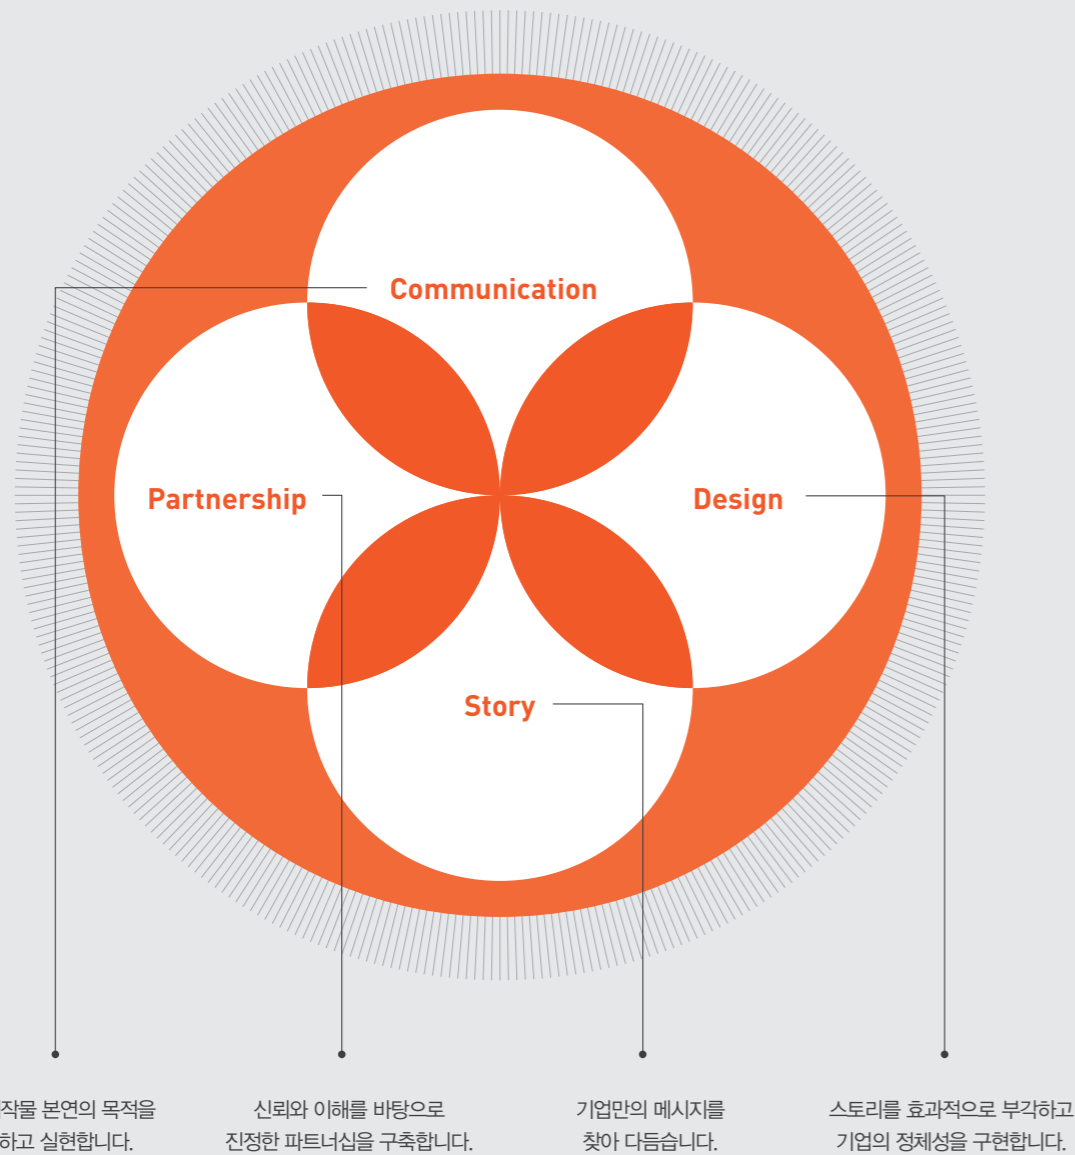 Communication
Partnership
Design
Story
작물 본연의 목적을
하고 실현합니다.
신뢰와 이해를 바탕으로
진정한 파트너십을 구축합니다.
기업만의 메시지를
찾아 다듬습니다.
스토리를 효과적으로 부각하고
기업의 정체성을 구현합니다.